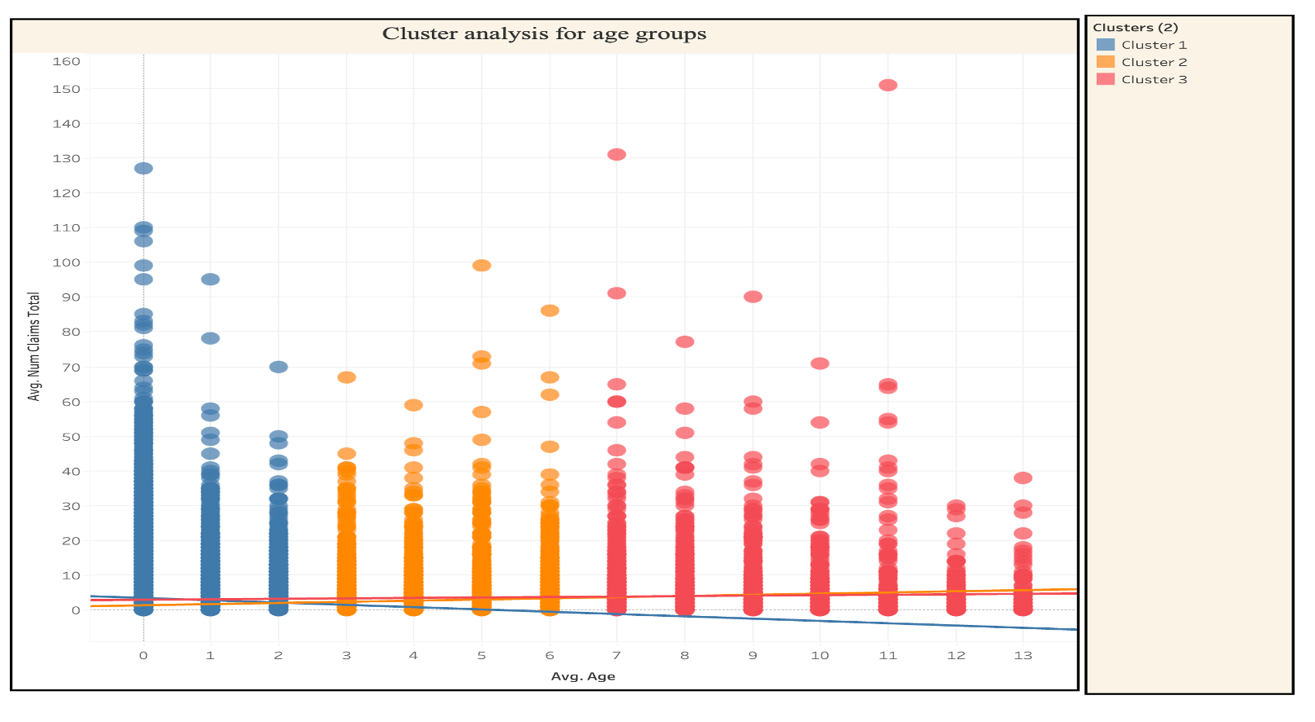 Cluster analysis for age groups
Clusters (2)
Cluster 1
Cluster 2
Cluster 3
160
150
140
130
120
110
100
90
80
70
60
50
40
30
20
10
0
Avg. Num Claims Total
0 1 2 3 4 5 6 7 8 9 10 11 12 13
Avg. Age